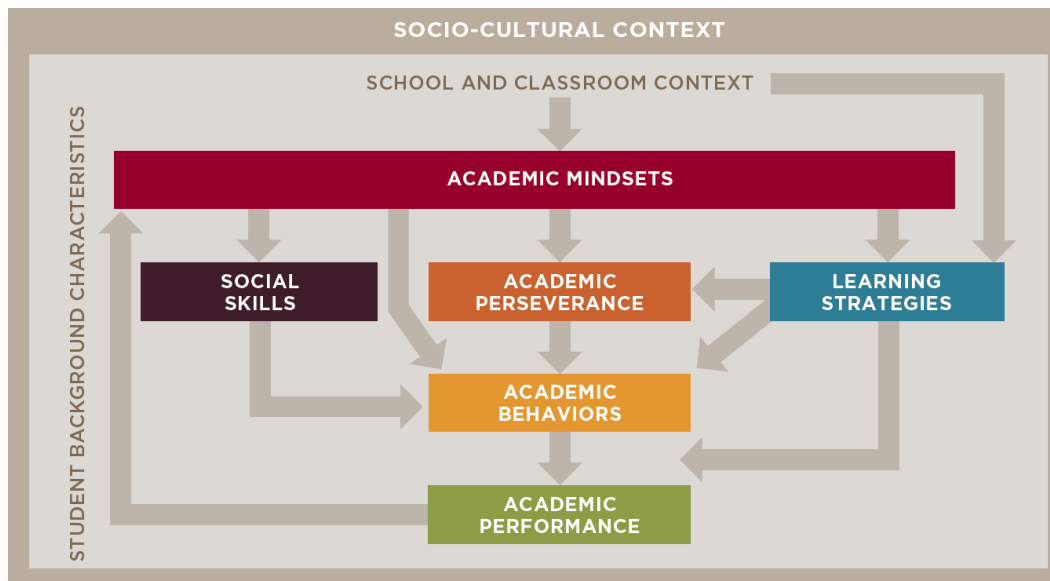 SOCIO-CULTURAL CONTEXT
SCHOOL AND CLASSROOM CONTEXT
STUDENT BACKGROUND CHARACTERISTICS
ACADEMIC MINDSETS
SOCIAL
SKILLS
ACADEMIC
PERSEVERANCE
LEARNING
STRATEGIES
ACADEMIC
BEHAVIORS
ACADEMIC
PERFORMANCE